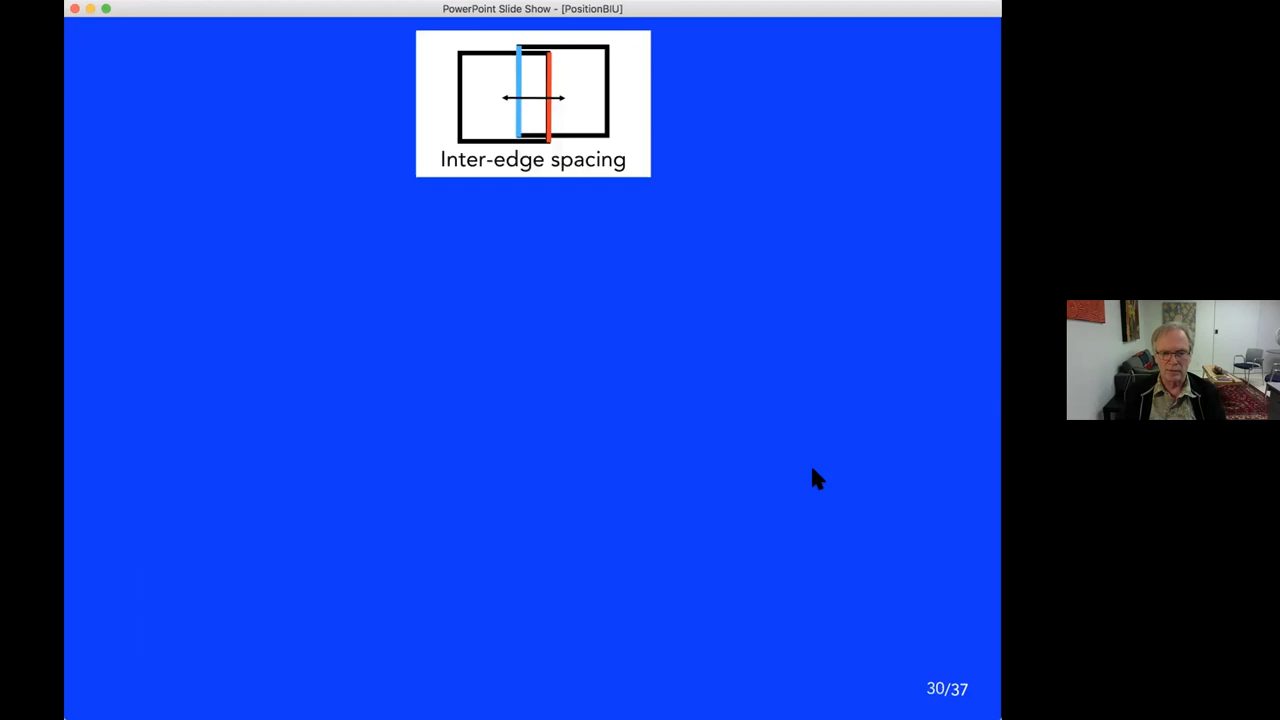 PowerPoint Slide Show - [PositionBIU]
Inter-edge spacing
30/37